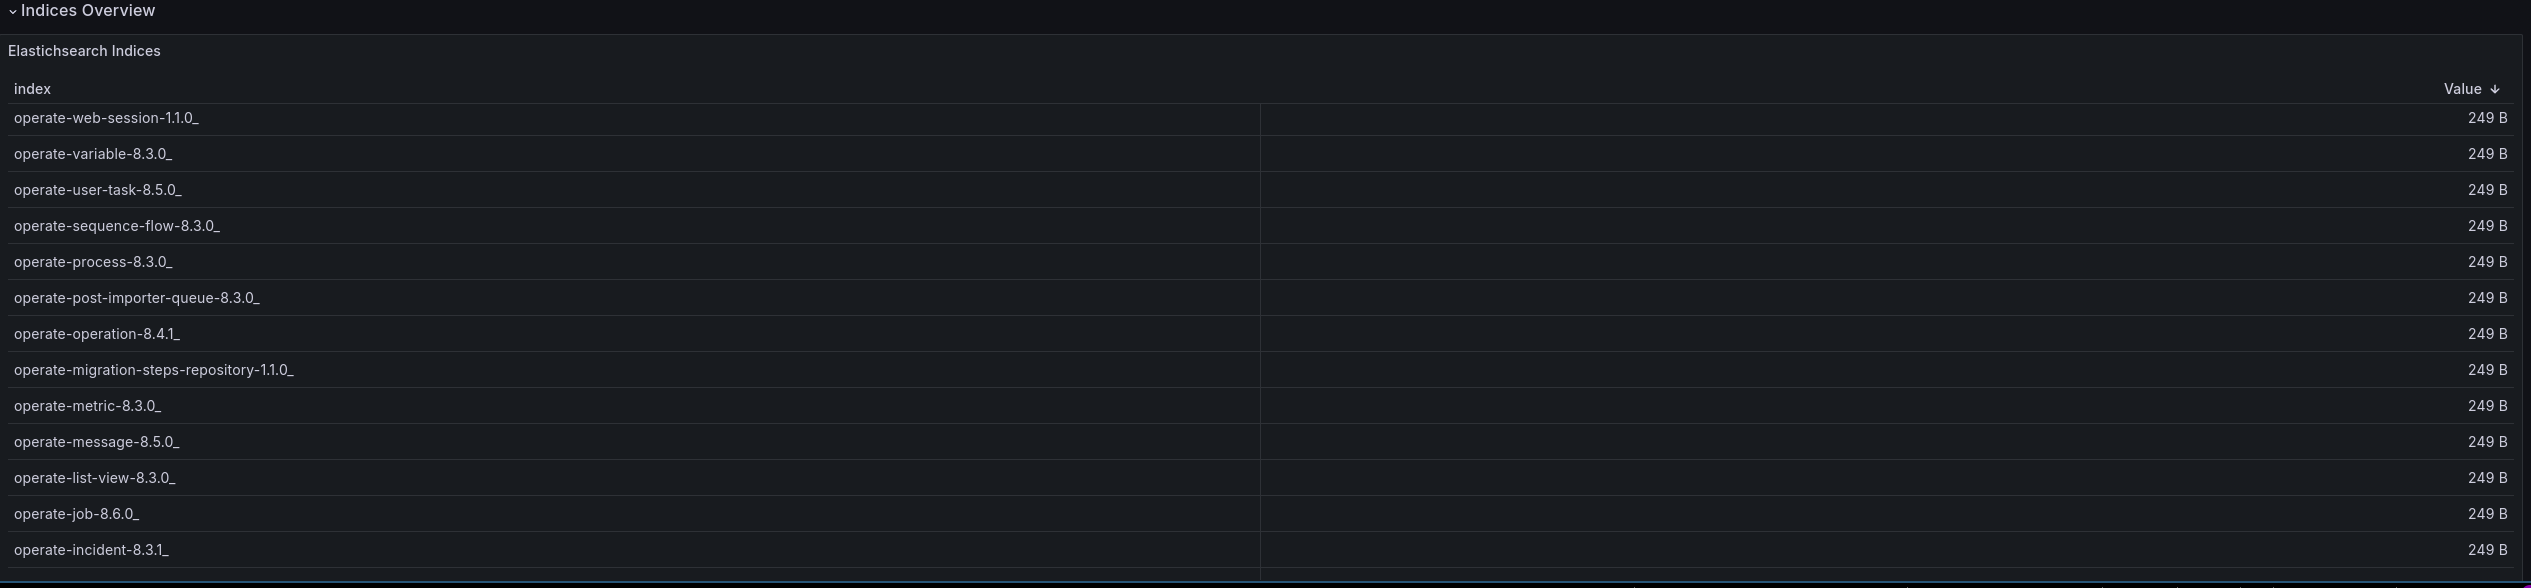 Indices Overview
Elastichsearch Indices
index Value
operate-web-session-1.1.0_ 249 B
operate-variable-8.3.0_ 249 B
operate-user-task-8.5.0_ 249 B
operate-sequence-flow-8.3.0_ 249 B
operate-process-8.3.0_ 249 B
operate-post-importer-queue-8.3.0_ 249 B
operate-operation-8.4.1_ 249 B
operate-migration-steps-repository-1.1.0_ 249 B
operate-metric-8.3.0_ 249 B
operate-message-8.5.0_ 249 B
operate-list-view-8.3.0_ 249 B
operate-job-8.6.0_ 249 B
operate-incident-8.3.1_ 249 B